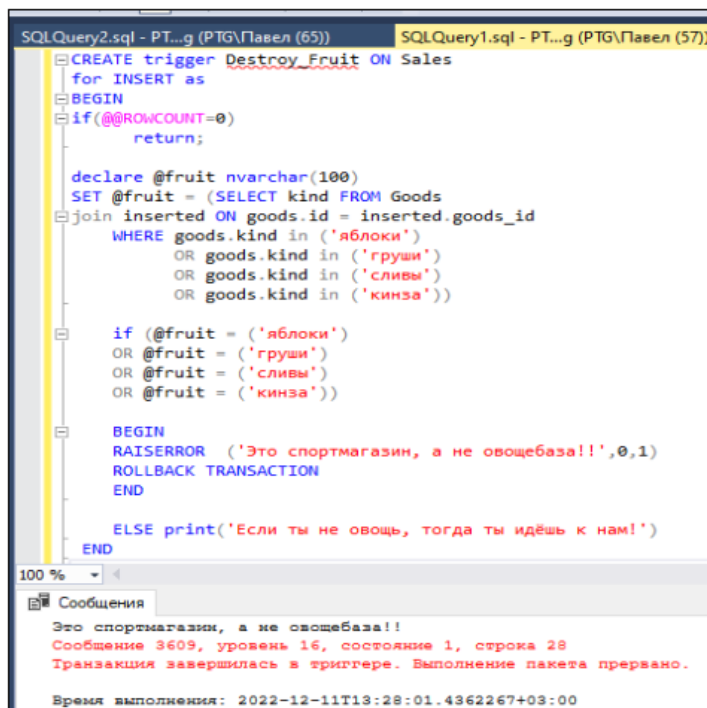 SQLQuery2.sql - PT...g (PTG\Павел (65)) SQLQuery1.sql - PT...g (PTG\Павел (57))
CREATE trigger Destroy_Fruit ON Sales
for INSERT as
BEGIN
if(@@ROWCOUNT=0)
return;
declare @fruit nvarchar(100)
SET @fruit = (SELECT kind FROM Goods
join inserted ON goods.id = inserted.goods_id
WHERE goods.kind in ('яблоки')
OR goods.kind in ('груши')
OR goods.kind in ('сливы')
OR goods.kind in ('кинза'))
if (@fruit = ('яблоки')
OR @fruit = ('груши')
OR @fruit = ('сливы')
OR @fruit = ('кинза'))
BEGIN
RAISERROR ('Это спортмагазин, а не овощебаза!!',0,1)
ROLLBACK TRANSACTION
END
ELSE print('Если ты не овощь, тогда ты идёшь к нам!')
END
100 %
Сообщения
Это спортмагазин, а не овощебаза!!
Сообщение 3609, уровень 16, состояние 1, строка 28
Транзакция завершилась в триггере. Выполнение пакета прервано.
Время выполнения: 2022-12-11T13:28:01.4362267+03:00